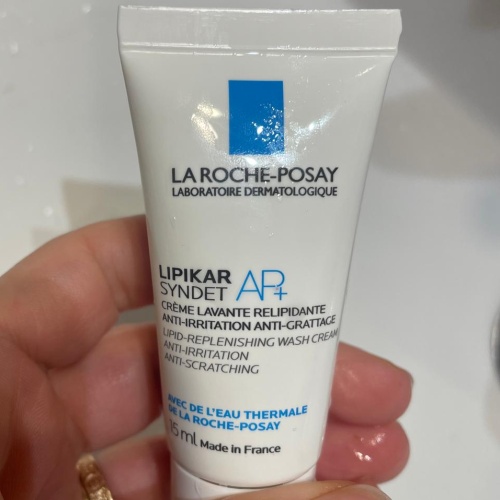 LA ROCHE-POSAY
LABORATOIRE DERMATOLOGIQUE
LIPIKAR
SYNDET AP+
CRÈME LAVANTE RELIPIDANTE
ANTI-IRRITATION ANTI-GRATTAGE
LIPID-REPLENISHING WASH CREAM
ANTI-IRRITATION
ANTI-SCRATCHING
AVEC DE L'EAU THERMALE
DE LA ROCHE-POSAY
15 mL Made in France